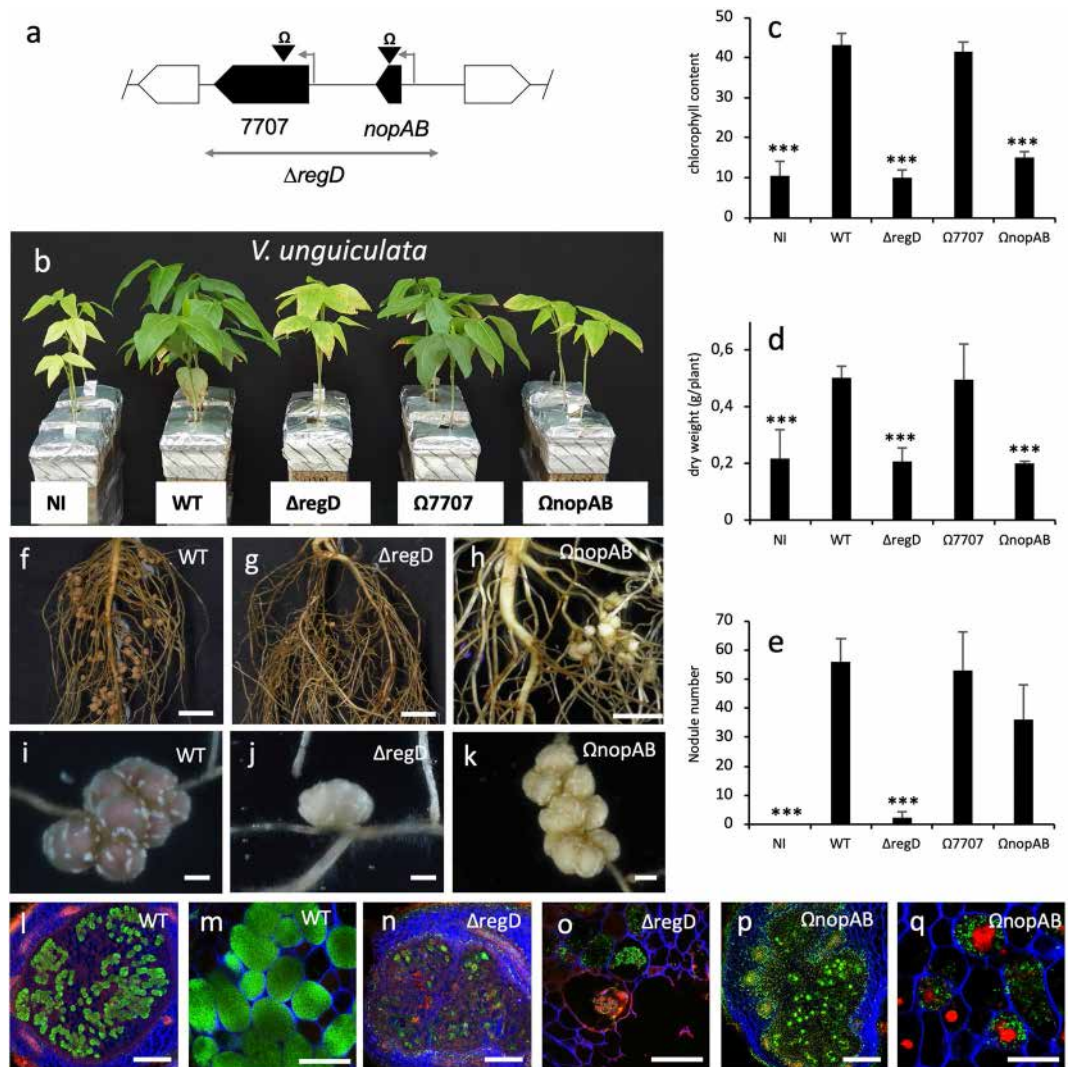 a
Ω Ω
7707 nopAB
ΔregD
b
V. unguiculata
NI WT ΔregD Ω7707 ΩnopAB
c
chlorophyll content
50
40
30
20
10
0
*** *** ***
NI WT ΔregD Ω7707 ΩnopAB
d
dry weight (g/plant)
0,6
0,4
0,2
0
*** *** ***
NI WT ΔregD Ω7707 ΩnopAB
e
Nodule number
70
60
50
40
30
20
10
0
*** ***
NI WT ΔregD Ω7707 ΩnopAB
f WT
g ΔregD
h ΩnopAB
i WT
j ΔregD
k ΩnopAB
l WT
m WT
n ΔregD
o ΔregD
p ΩnopAB
q ΩnopAB